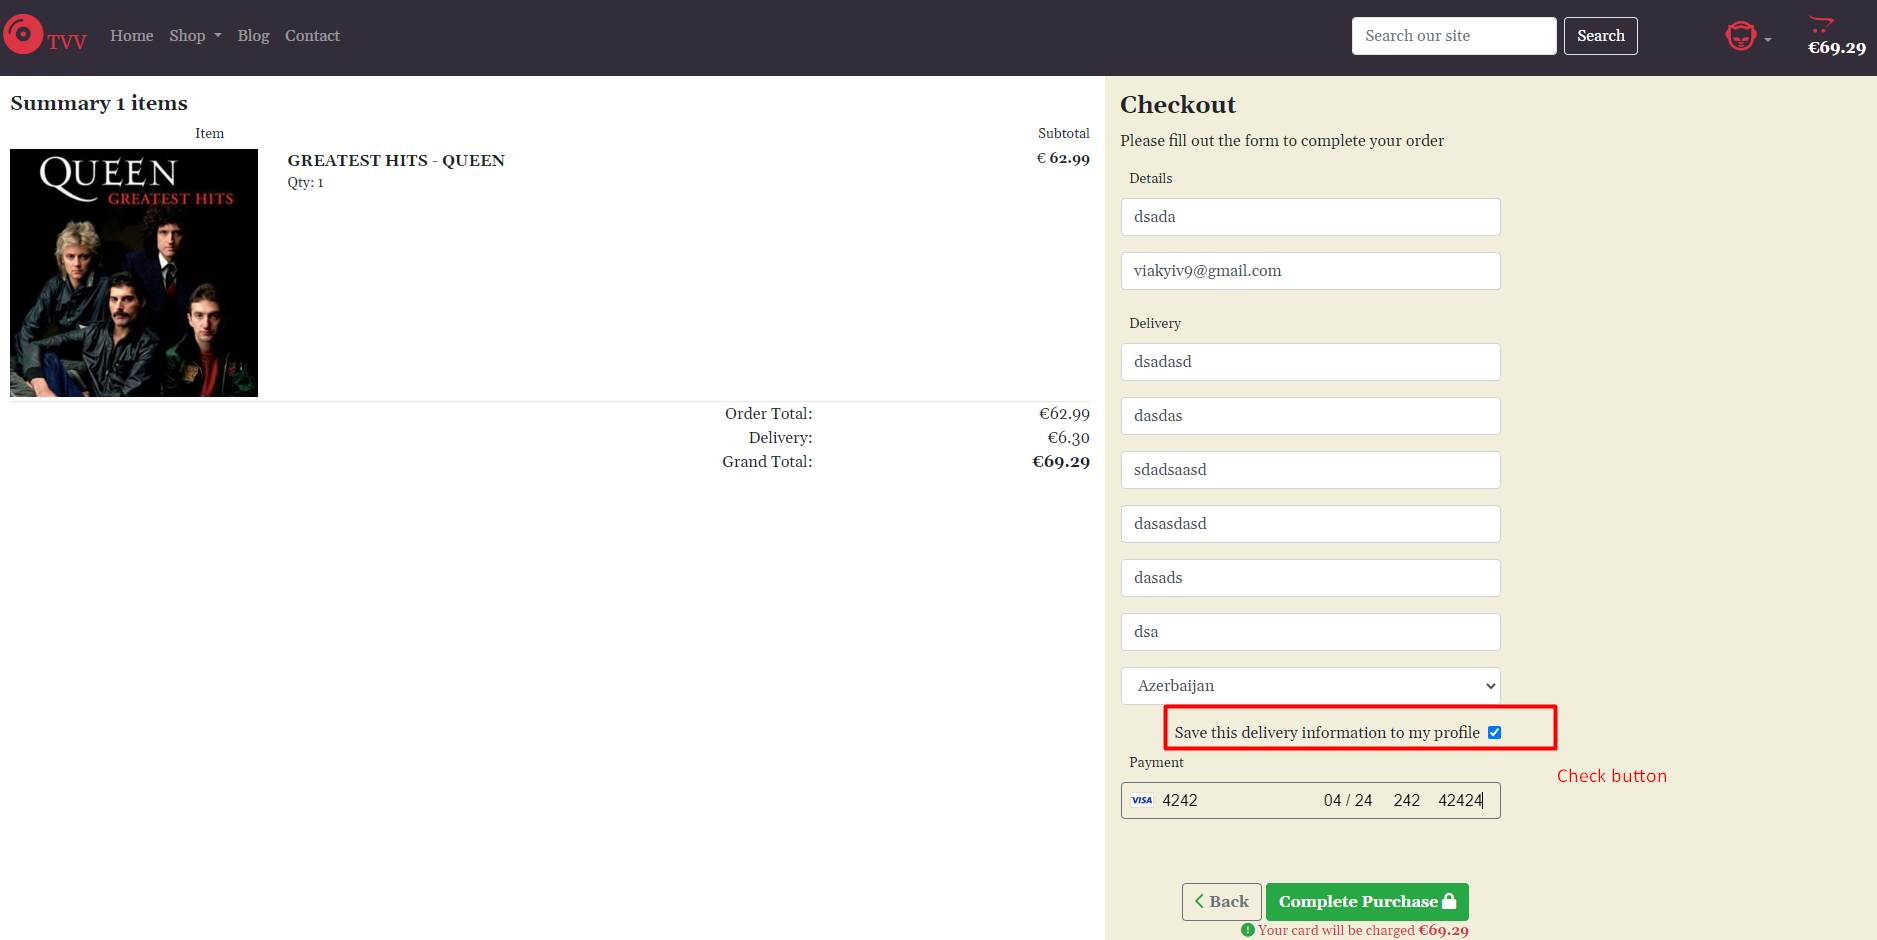 TVV
Home
Shop
Blog
Contact
Search our site
Search
€69.29
Summary 1 items
Item
Subtotal
QUEEN
GREATEST HITS
GREATEST HITS - QUEEN
Qty: 1
€ 62.99
Order Total: €62.99
Delivery: €6.30
Grand Total: €69.29
Checkout
Please fill out the form to complete your order
Details
dsada
viakyiv9@gmail.com
Delivery
dsadasd
dasdas
sdadsaasd
dasasdasd
dasads
dsa
Azerbaijan
Save this delivery information to my profile
Payment
Check button
VISA 4242 04 / 24 242 42424
Back
Complete Purchase
Your card will be charged €69.29